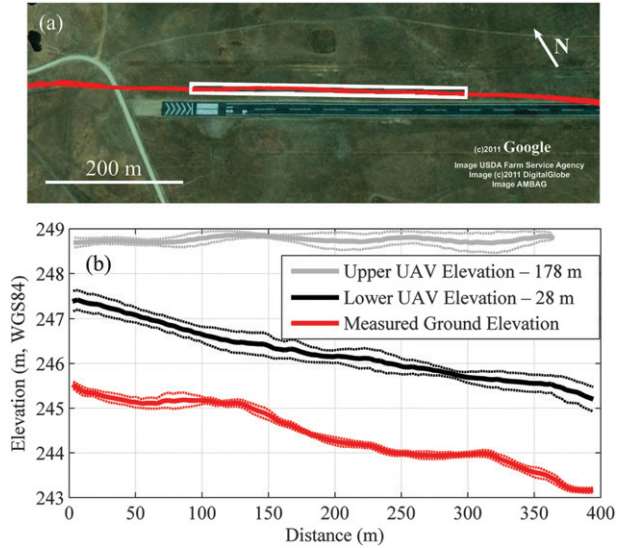 (a)
N
200 m
(c)2011 Google
Image USDA Farm Service Agency
Image (c)2011 DigitalGlobe
Image AMBAG
(b)
249
248
247
246
245
244
243
Elevation (m, WGS84)
Upper UAV Elevation – 178 m
Lower UAV Elevation – 28 m
Measured Ground Elevation
0 50 100 150 200 250 300 350 400
Distance (m)